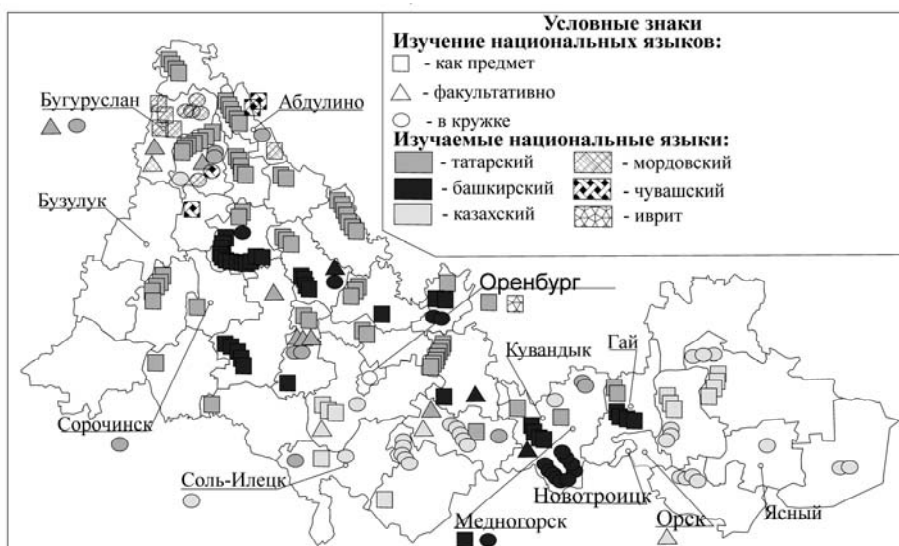 Условные знаки
Изучение национальных языков:
- как предмет
- факультативно
- в кружке
Изучаемые национальные языки:
- татарский
- мордовский
- башкирский
- чувашский
- казахский
- иврит
Бугуруслан
Абдулино
Бузулук
Оренбург
Кувандык
Гай
Сорочинск
Соль-Илецк
Новотроицк
Медногорск
Орск
Ясный